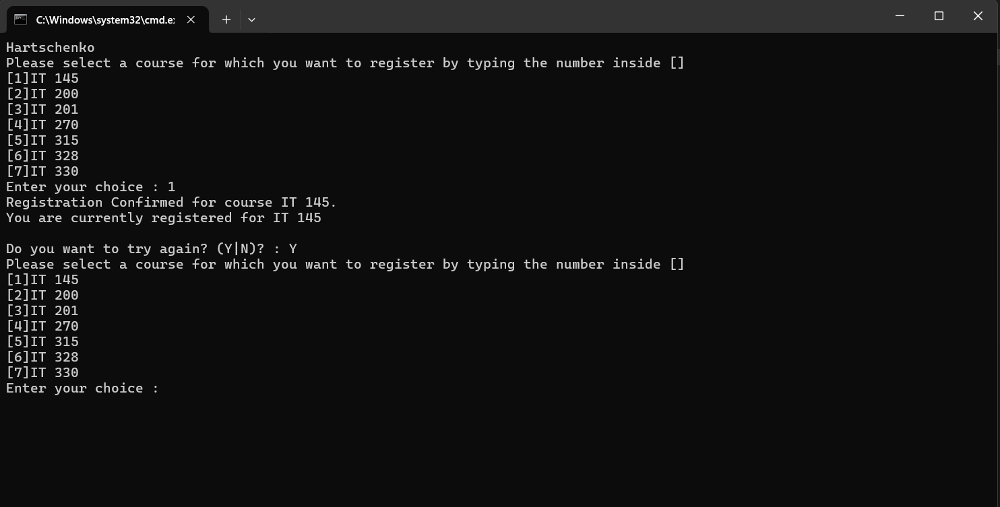 C:\Windows\system32\cmd.e
Hartschenko
Please select a course for which you want to register by typing the number inside []
[1]IT 145
[2]IT 200
[3]IT 201
[4]IT 270
[5]IT 315
[6]IT 328
[7]IT 330
Enter your choice : 1
Registration Confirmed for course IT 145.
You are currently registered for IT 145
Do you want to try again? (Y|N)? : Y
Please select a course for which you want to register by typing the number inside []
[1]IT 145
[2]IT 200
[3]IT 201
[4]IT 270
[5]IT 315
[6]IT 328
[7]IT 330
Enter your choice :